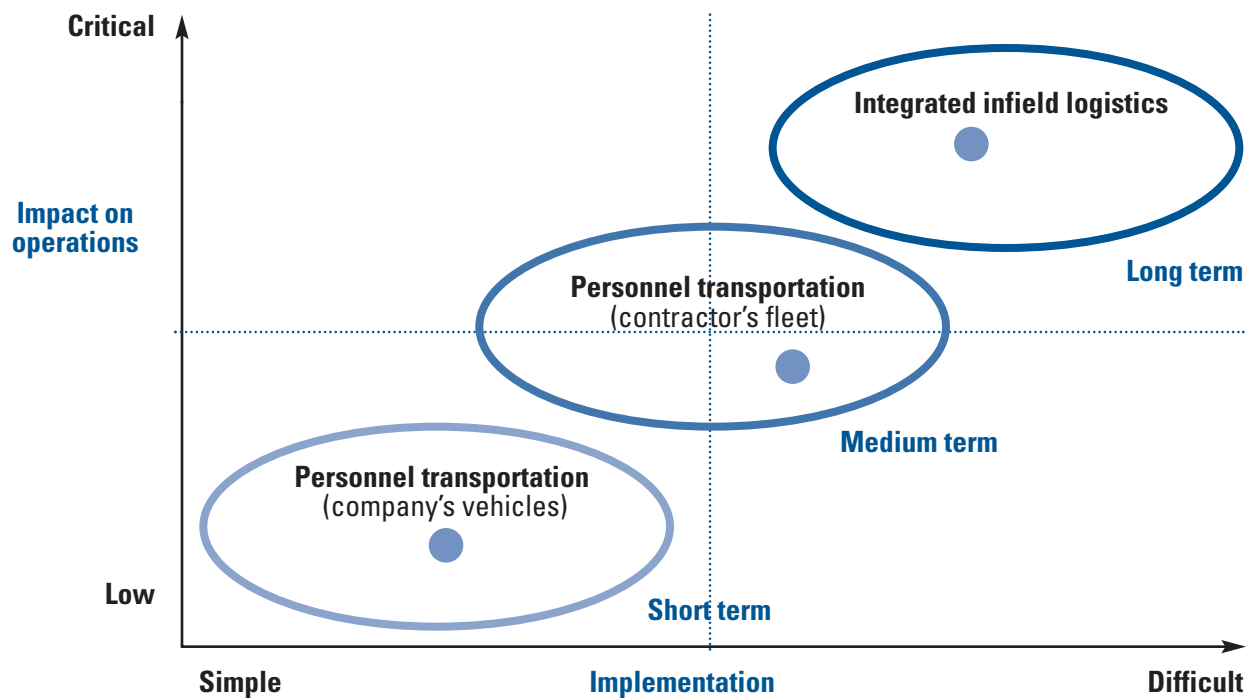 Critical
Integrated infield logistics
Impact on
operations
Long term
Personnel transportation
(contractor's fleet)
Medium term
Personnel transportation
(company's vehicles)
Low
Short term
Simple
Implementation
Difficult